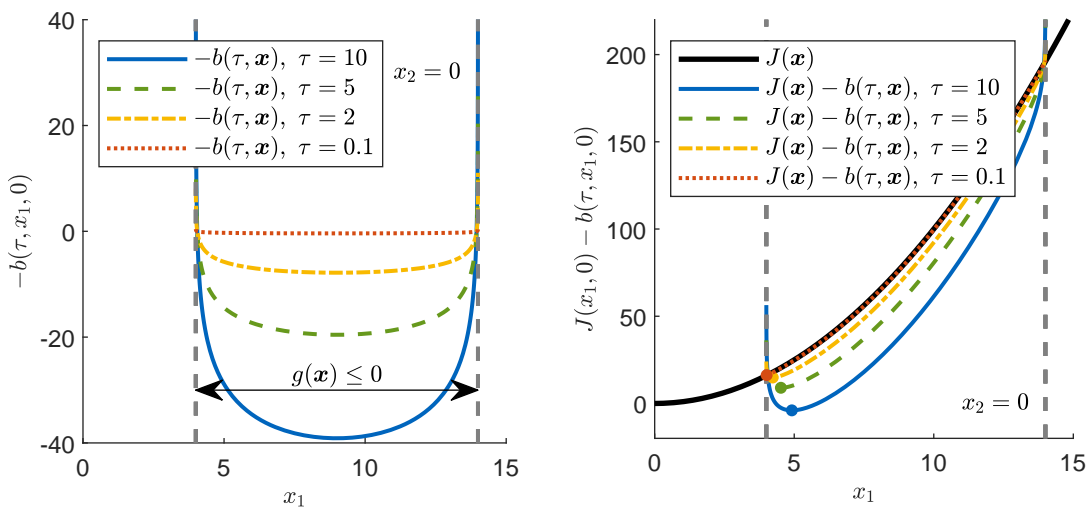 40
20
0
-20
-40
0
5
10
15
x₁
−b(τ, x₁, 0)
−b(τ, 𝒙), τ = 10
−b(τ, 𝒙), τ = 5
−b(τ, 𝒙), τ = 2
−b(τ, 𝒙), τ = 0.1
x₂ = 0
g(𝒙) ≤ 0
200
150
100
50
0
0
5
10
15
x₁
J(x₁, 0) − b(τ, x₁, 0)
J(𝒙)
J(𝒙) − b(τ, 𝒙), τ = 10
J(𝒙) − b(τ, 𝒙), τ = 5
J(𝒙) − b(τ, 𝒙), τ = 2
J(𝒙) − b(τ, 𝒙), τ = 0.1
x₂ = 0